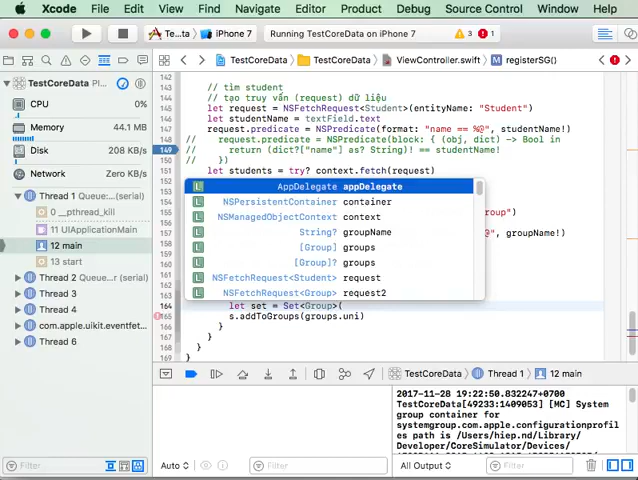 Xcode File Edit View Find Navigate Editor Product Debug Source Control Window Help
Te...ta iPhone 7 Running TestCoreData on iPhone 7 3 1
TestCoreData TestCoreData ViewController.swift registerSG()
TestCoreData P...
CPU 0%
Memory 44.1 MB
Disk 208 KB/s
Network Zero KB/s
Thread 1 Queue:...(serial)
0 __pthread_kill
11 UIApplicationMain
12 main
13 start
Thread 2 Queue:...(serial)
Thread 3
Thread 4
com.apple.uikit.eventfet...
Thread 6
Filter
142
143 // tìm student
144 // tạo truy vấn (request) dữ liệu
145 let request = NSFetchRequest<Student>(entityName: "Student")
146 let studentName = textField.text
147 request.predicate = NSPredicate(format: "name == %@", studentName!)
148 // request.predicate = NSPredicate(block: { (obj, dict) -> Bool in
149 // return (dict?["name"] as? String)! == studentName!
150 // })
151 let students = try? context.fetch(request)
L AppDelegate appDelegate
L NSPersistentContainer container
L NSManagedObjectContext context
L String? groupName
L [Group] groups
L [Group]? groups
L NSFetchRequest<Student> request
L NSFetchRequest<Group> request2
roup")
@", groupName!)
164 let set = Set<Group>(
165 s.addToGroups(groups.uni)
166 }
167 }
168 }
169 }
TestCoreData Thread 1 12 main
2017-11-28 19:22:50.832247+0700
TestCoreData[49233:1409053] [MC] System
group container for
systemgroup.com.apple.configurationprofil
es path is /Users/hiep.nd/Library/
Developer/CoreSimulator/Devices/
Auto Filter All Output Filter